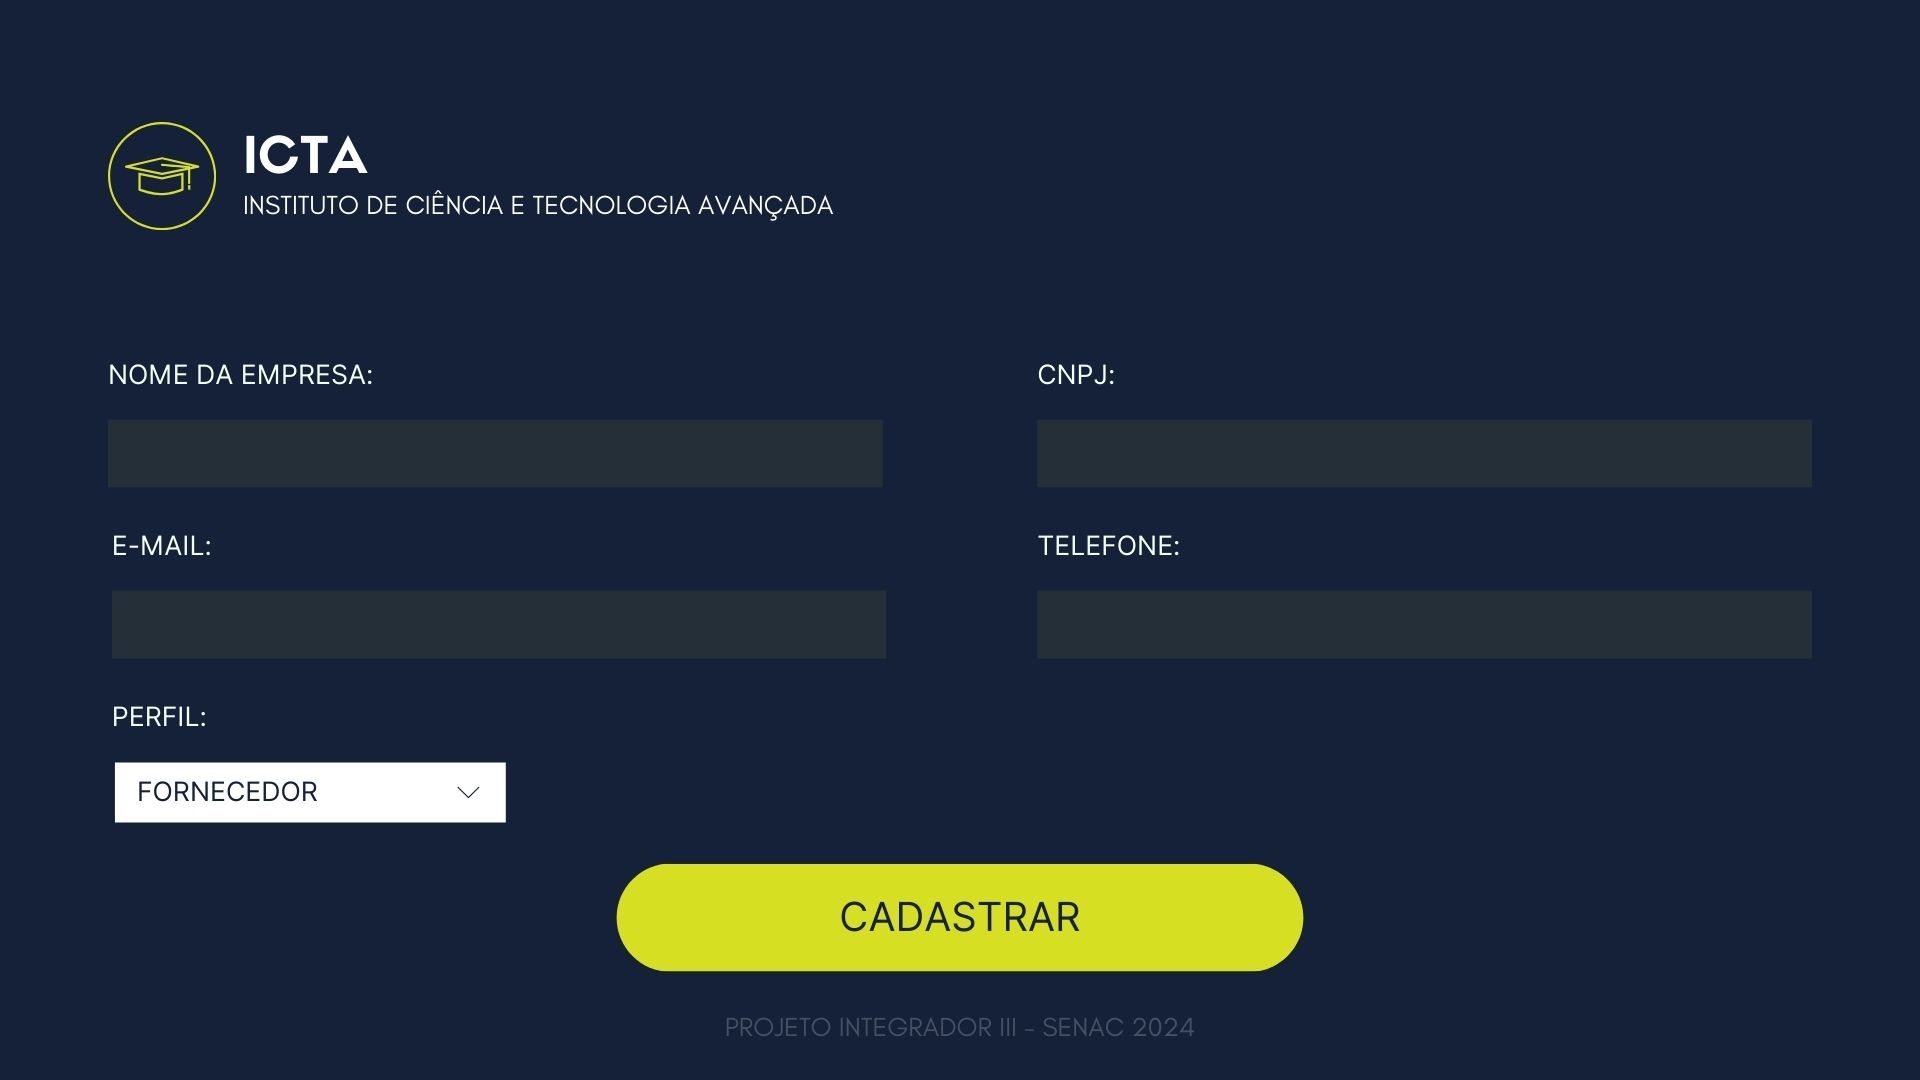 ICTA
INSTITUTO DE CIÊNCIA E TECNOLOGIA AVANÇADA
NOME DA EMPRESA:
CNPJ:
E-MAIL:
TELEFONE:
PERFIL:
FORNECEDOR
CADASTRAR
PROJETO INTEGRADOR III - SENAC 2024